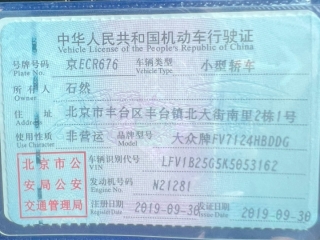 中华人民共和国机动车行驶证
Vehicle License of the People's Republic of China
号牌号码 京ECR676 车辆类型 小型轿车
Plate No. Vehicle Type
所有人 石然
Owner
住址 北京市丰台区丰台镇北大街南里2栋1号
Address
使用性质 非营运 品牌型号 大众牌FV7124HBDDG
Use Character Model
北京市公安局公安交通管理局
车辆识别代号 LFV1B25G5K5053162
VIN
发动机号码 N21281
Engine No.
注册日期 2019-09-30 发证日期 2019-09-30
Register Date Issue Date